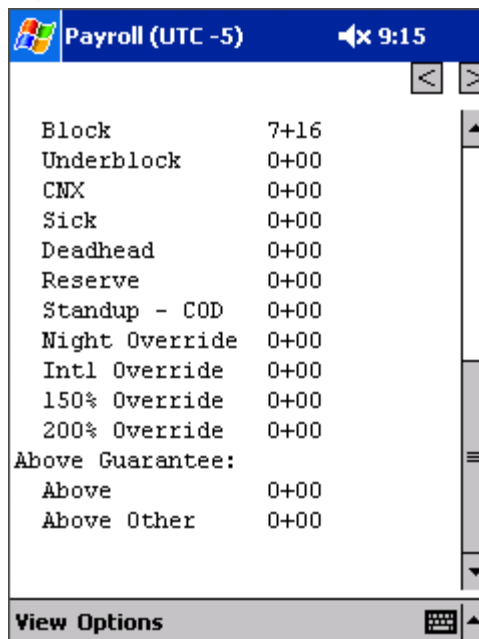 Payroll (UTC -5) 9:15
< >
Block 7+16
Underblock 0+00
CNX 0+00
Sick 0+00
Deadhead 0+00
Reserve 0+00
Standup - COD 0+00
Night Override 0+00
Intl Override 0+00
150% Override 0+00
200% Override 0+00
Above Guarantee:
Above 0+00
Above Other 0+00
View Options